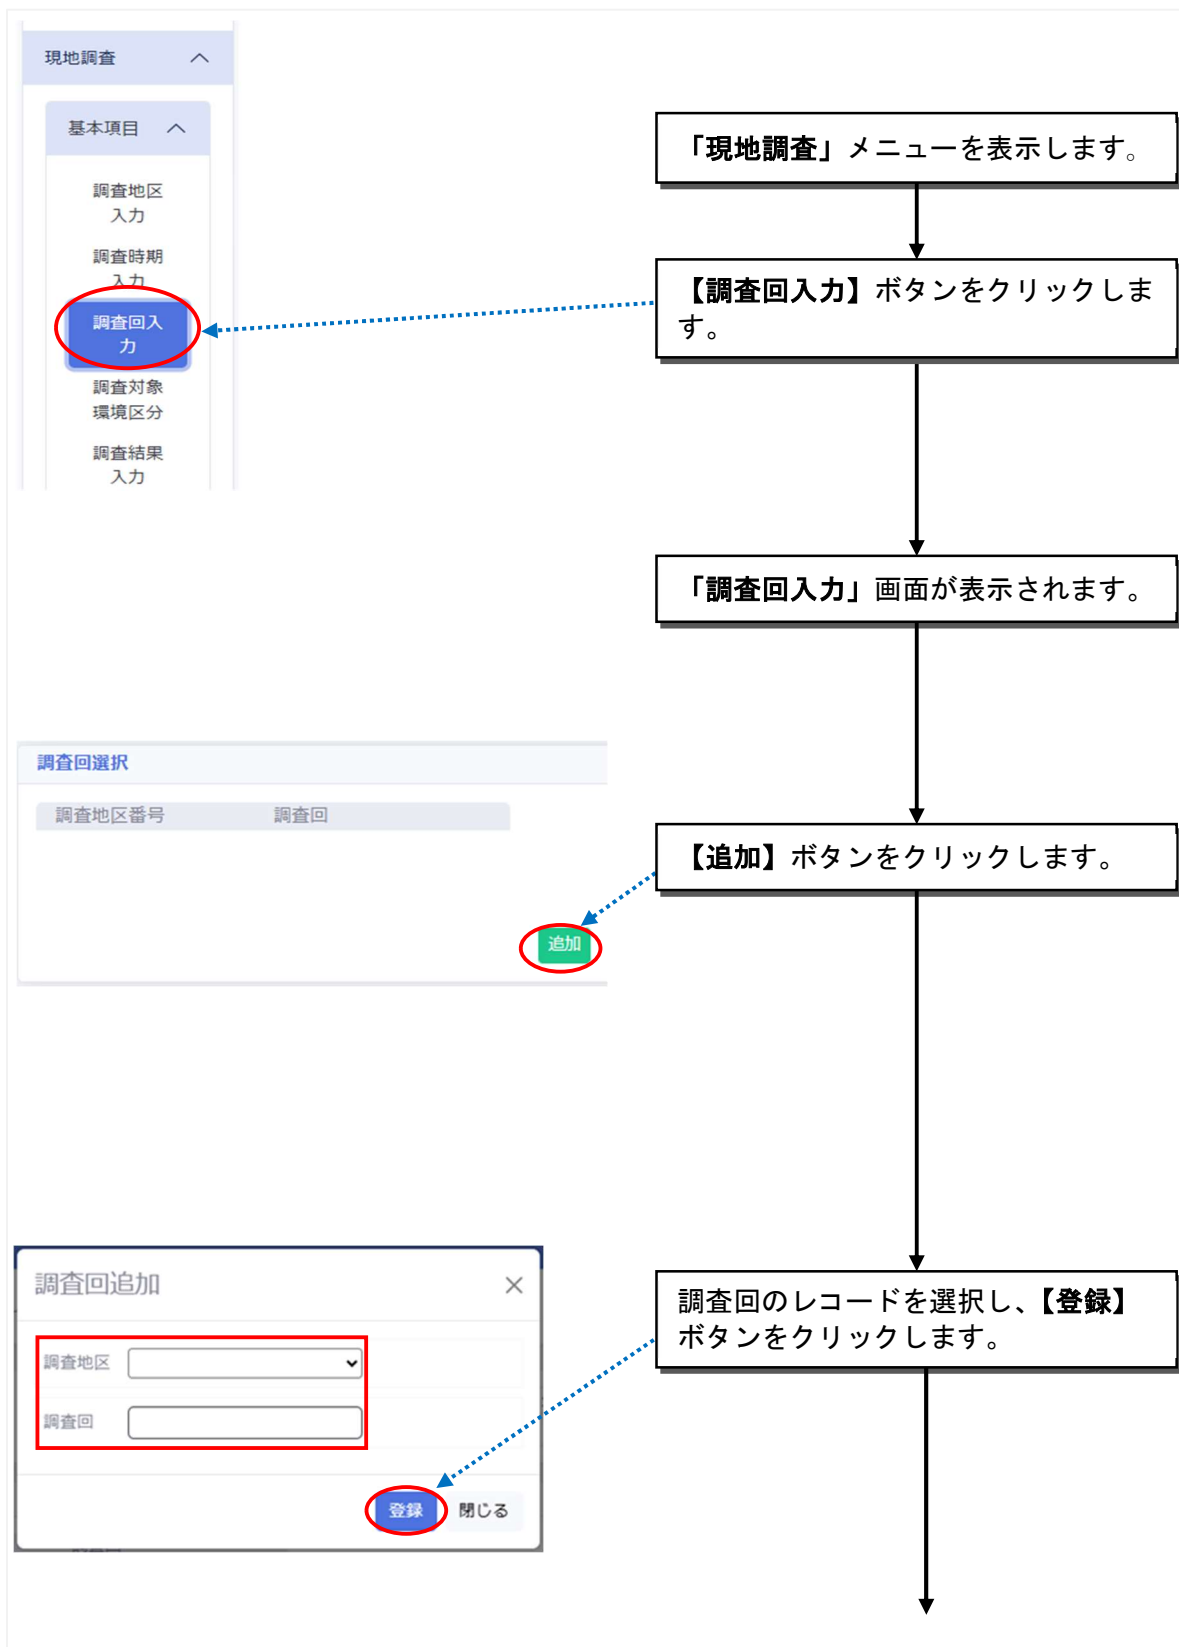 現地調査
基本項目
調査地区
入力
調査時期
入力
調査回入
力
調査対象
環境区分
調査結果
入力
「現地調査」メニューを表示します。
【調査回入力】ボタンをクリックしま
す。
「調査回入力」画面が表示されます。
調査回選択
調査地区番号 調査回
追加
【追加】ボタンをクリックします。
調査回追加
調査地区
調査回
登録 閉じる
調査回のレコードを選択し、【登録】
ボタンをクリックします。